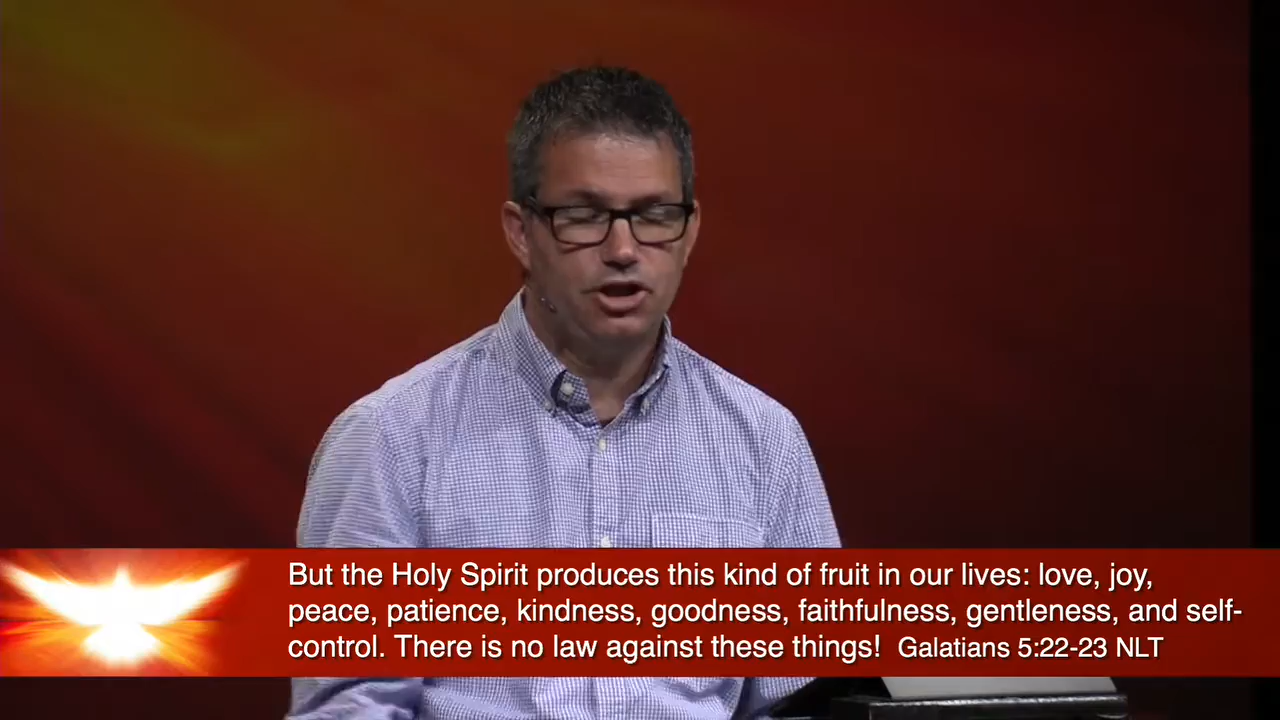 But the Holy Spirit produces this kind of fruit in our lives: love, joy,
peace, patience, kindness, goodness, faithfulness, gentleness, and self-
control. There is no law against these things!  Galatians 5:22-23 NLT